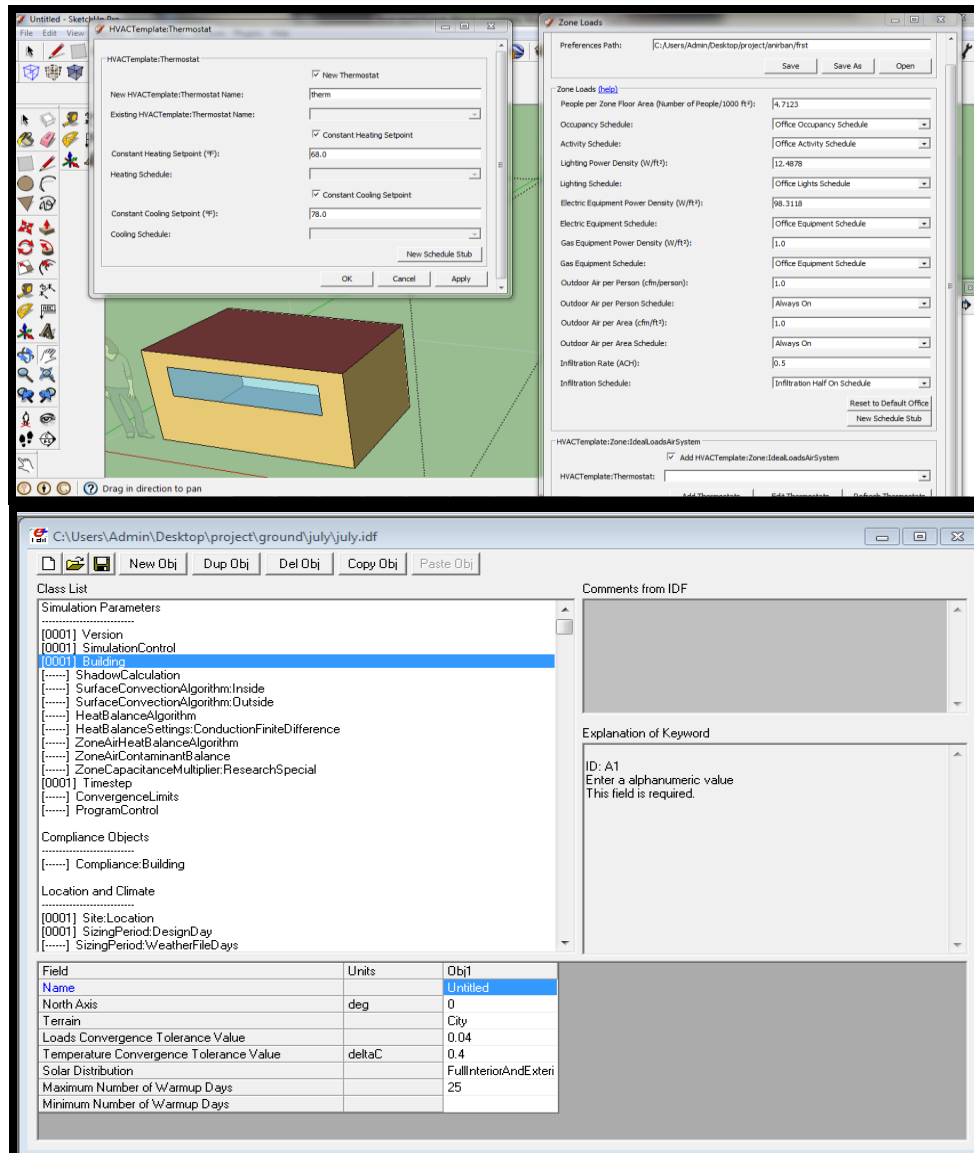 Untitled - SketchUp Pro
File Edit View
HVACTemplate:Thermostat
HVACTemplate:Thermostat
New Thermostat
New HVACTemplate:Thermostat Name: therm
Existing HVACTemplate:Thermostat Name:
Constant Heating Setpoint
Constant Heating Setpoint (°F): 68.0
Heating Schedule:
Constant Cooling Setpoint
Constant Cooling Setpoint (°F): 78.0
Cooling Schedule:
New Schedule Stub
OK Cancel Apply
Drag in direction to pan
Zone Loads
Preferences Path: C:/Users/Admin/Desktop/project/anirban/frst
Save Save As Open
Zone Loads (help)
People per Zone Floor Area (Number of People/1000 ft²): 4.7123
Occupancy Schedule: Office Occupancy Schedule
Activity Schedule: Office Activity Schedule
Lighting Power Density (W/ft²): 12.4878
Lighting Schedule: Office Lights Schedule
Electric Equipment Power Density (W/ft²): 98.3118
Electric Equipment Schedule: Office Equipment Schedule
Gas Equipment Power Density (W/ft²): 1.0
Gas Equipment Schedule: Office Equipment Schedule
Outdoor Air per Person (cfm/person): 1.0
Outdoor Air per Person Schedule: Always On
Outdoor Air per Area (cfm/ft²): 1.0
Outdoor Air per Area Schedule: Always On
Infiltration Rate (ACH): 0.5
Infiltration Schedule: Infiltration Half On Schedule
Reset to Default Office
New Schedule Stub
HVACTemplate:Zone:IdealLoadsAirSystem
Add HVACTemplate:Zone:IdealLoadsAirSystem
HVACTemplate:Thermostat:
Add Thermostats Edit Thermostats Refresh Thermostats
C:\Users\Admin\Desktop\project\ground\july\july.idf
New Obj Dup Obj Del Obj Copy Obj Paste Obj
Class List
Simulation Parameters
[0001] Version
[0001] SimulationControl
[0001] Building
[------] ShadowCalculation
[------] SurfaceConvectionAlgorithm:Inside
[------] SurfaceConvectionAlgorithm:Outside
[------] HeatBalanceAlgorithm
[------] HeatBalanceSettings:ConductionFiniteDifference
[------] ZoneAirHeatBalanceAlgorithm
[------] ZoneAirContaminantBalance
[------] ZoneCapacitanceMultiplier:ResearchSpecial
[0001] Timestep
[------] ConvergenceLimits
[------] ProgramControl
Compliance Objects
[------] Compliance:Building
Location and Climate
[0001] Site:Location
[0001] SizingPeriod:DesignDay
[------] SizingPeriod:WeatherFileDays
Comments from IDF
Explanation of Keyword
ID: A1
Enter a alphanumeric value
This field is required.
Field Units Obj1
Name Untitled
North Axis deg 0
Terrain City
Loads Convergence Tolerance Value 0.04
Temperature Convergence Tolerance Value deltaC 0.4
Solar Distribution FullInteriorAndExteri
Maximum Number of Warmup Days 25
Minimum Number of Warmup Days